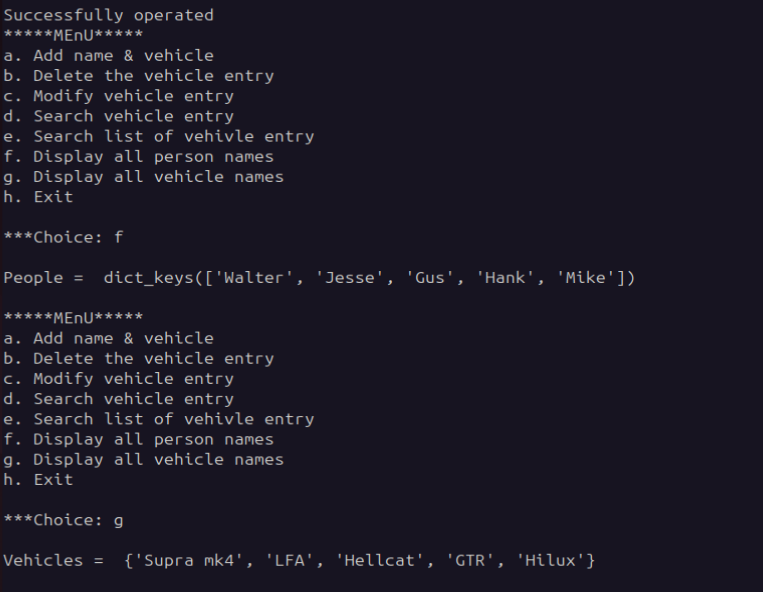 Successfully operated
*****MEnU*****
a. Add name & vehicle
b. Delete the vehicle entry
c. Modify vehicle entry
d. Search vehicle entry
e. Search list of vehivle entry
f. Display all person names
g. Display all vehicle names
h. Exit
***Choice: f
People =  dict_keys(['Walter', 'Jesse', 'Gus', 'Hank', 'Mike'])
*****MEnU*****
a. Add name & vehicle
b. Delete the vehicle entry
c. Modify vehicle entry
d. Search vehicle entry
e. Search list of vehivle entry
f. Display all person names
g. Display all vehicle names
h. Exit
***Choice: g
Vehicles =  {'Supra mk4', 'LFA', 'Hellcat', 'GTR', 'Hilux'}